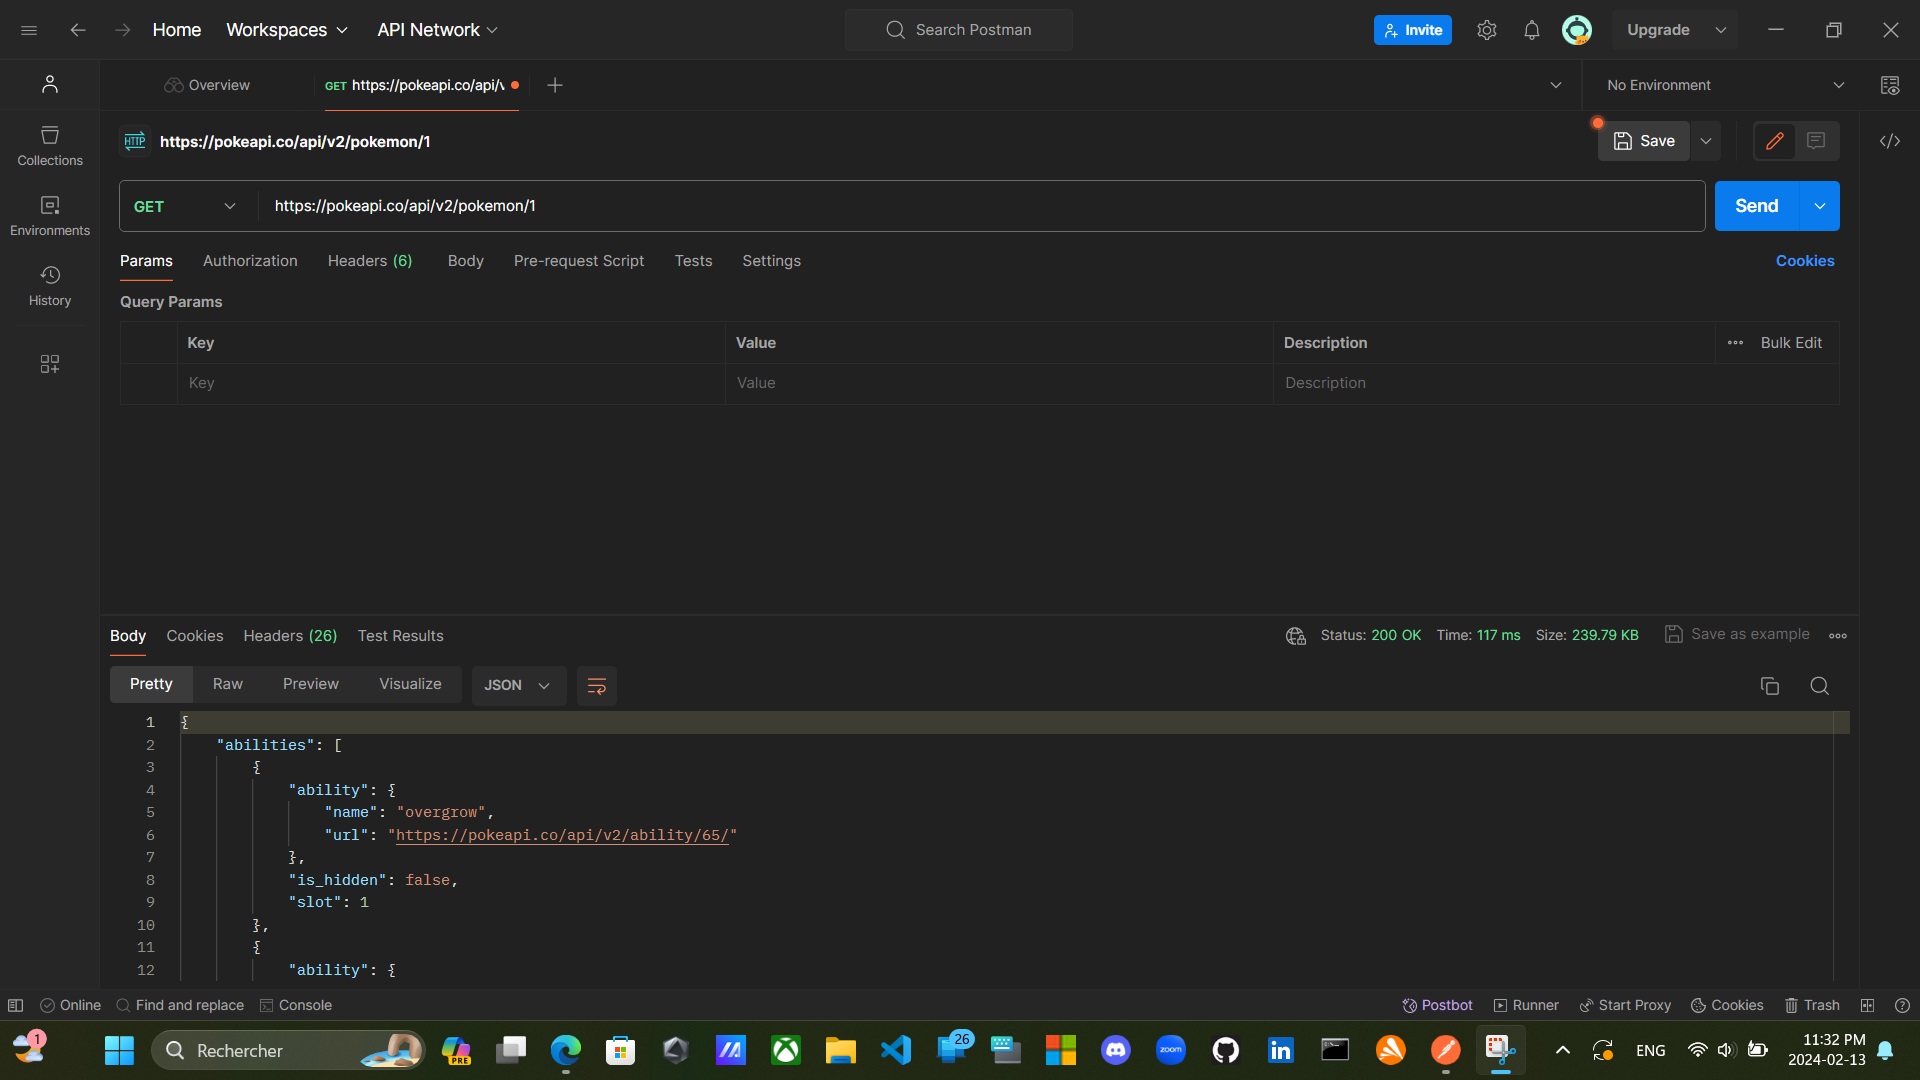 Home Workspaces API Network Search Postman Invite Upgrade
Overview GET https://pokeapi.co/api/v No Environment
HTTP https://pokeapi.co/api/v2/pokemon/1 Save
Collections
Environments
History
GET https://pokeapi.co/api/v2/pokemon/1 Send
Params Authorization Headers (6) Body Pre-request Script Tests Settings Cookies
Query Params
Key Value Description Bulk Edit
Key Value Description
Body Cookies Headers (26) Test Results Status: 200 OK Time: 117 ms Size: 239.79 KB Save as example
Pretty Raw Preview Visualize JSON
1 {
2 "abilities": [
3 {
4 "ability": {
5 "name": "overgrow",
6 "url": "https://pokeapi.co/api/v2/ability/65/"
7 },
8 "is_hidden": false,
9 "slot": 1
10 },
11 {
12 "ability": {
Online Find and replace Console Postbot Runner Start Proxy Cookies Trash
1 Rechercher PRE 26 zoom in ENG 11:32 PM
2024-02-13